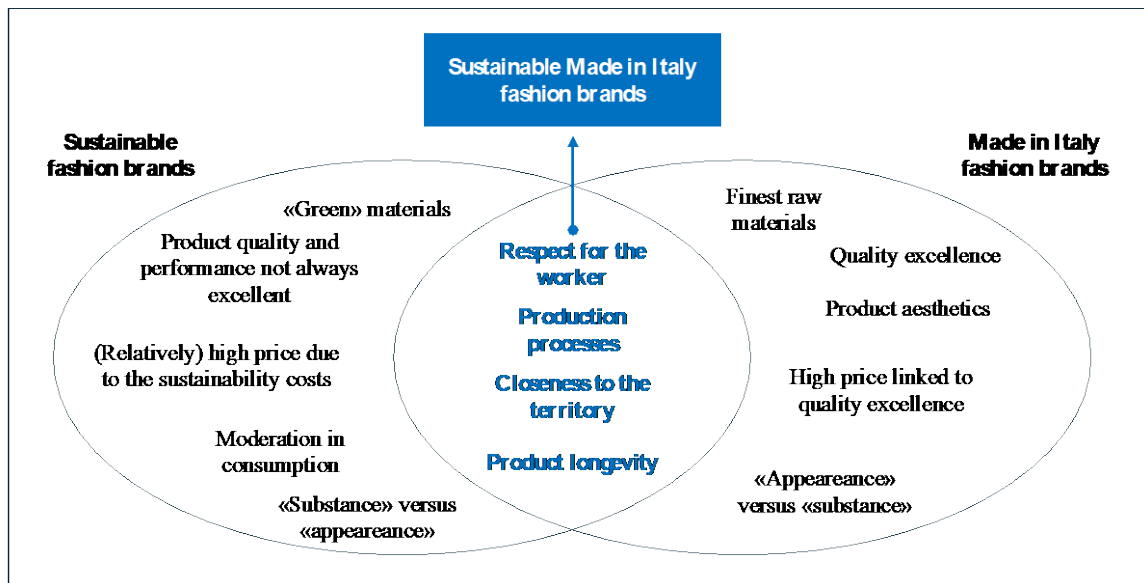 Sustainable Made in Italy
fashion brands
Sustainable
fashion brands
Made in Italy
fashion brands
«Green» materials
Product quality and
performance not always
excellent
(Relatively) high price due
to the sustainability costs
Moderation in
consumption
«Substance» versus
«appeareance»
Respect for the
worker
Production
processes
Closeness to the
territory
Product longevity
Finest raw
materials
Quality excellence
Product aesthetics
High price linked to
quality excellence
«Appeareance»
versus «substance»